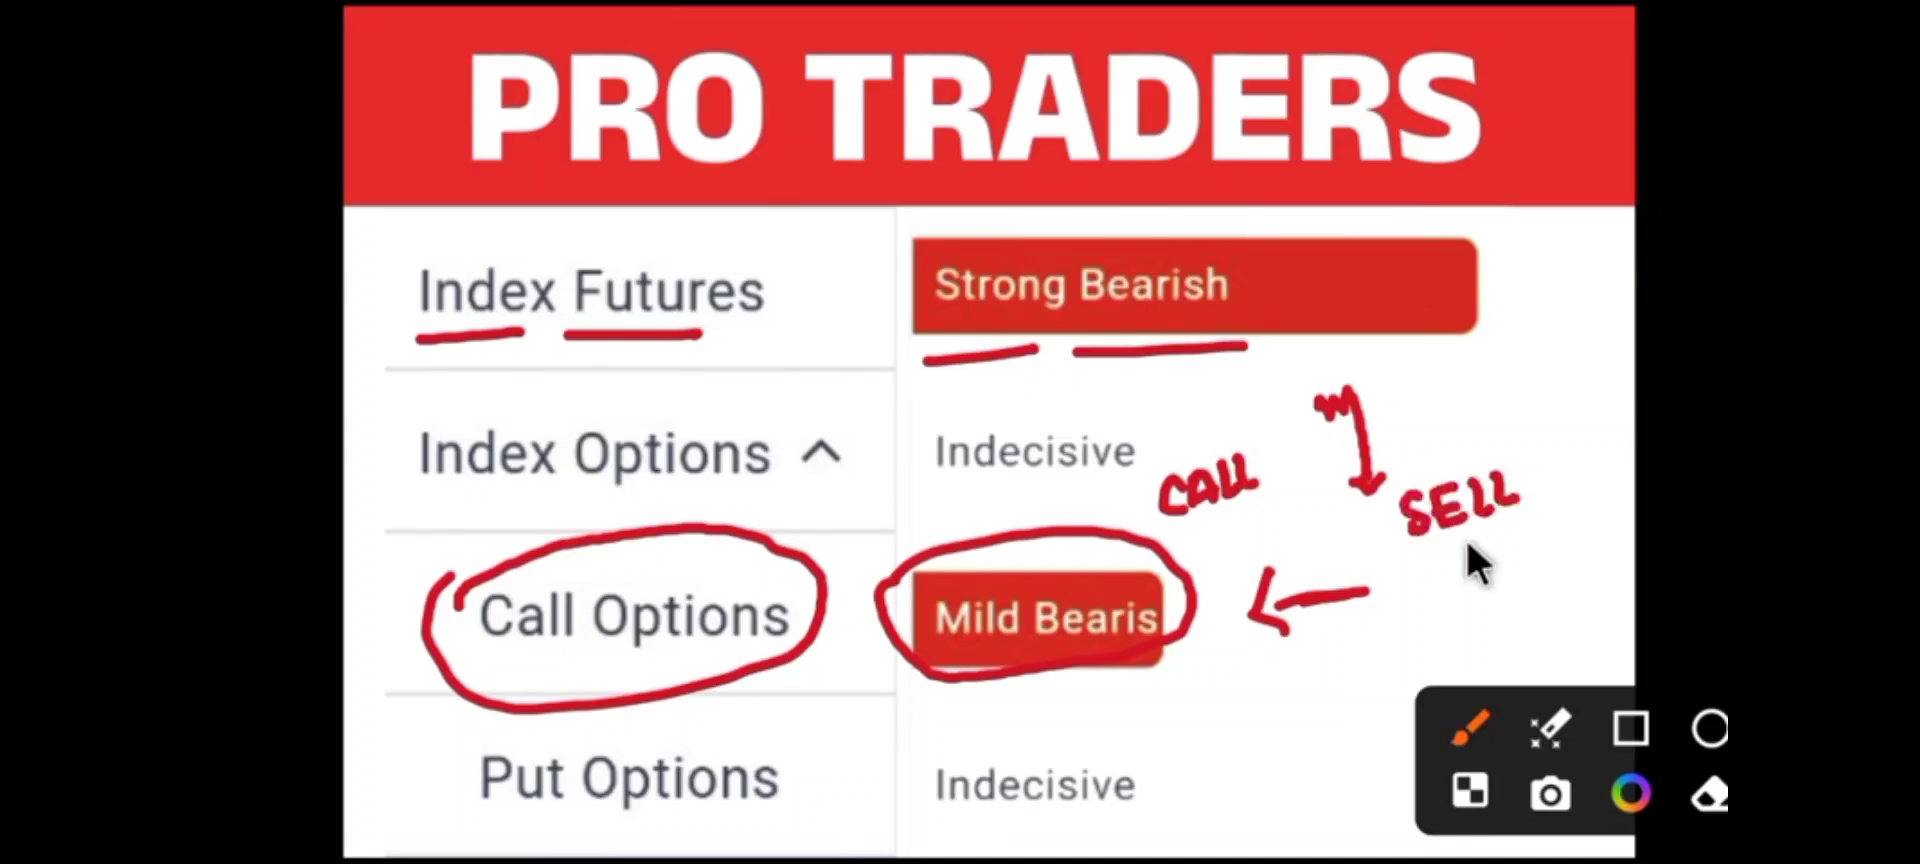 PRO TRADERS
Index Futures
Strong Bearish
Index Options
Indecisive
CALL
SELL
Call Options
Mild Bearis
Put Options
Indecisive